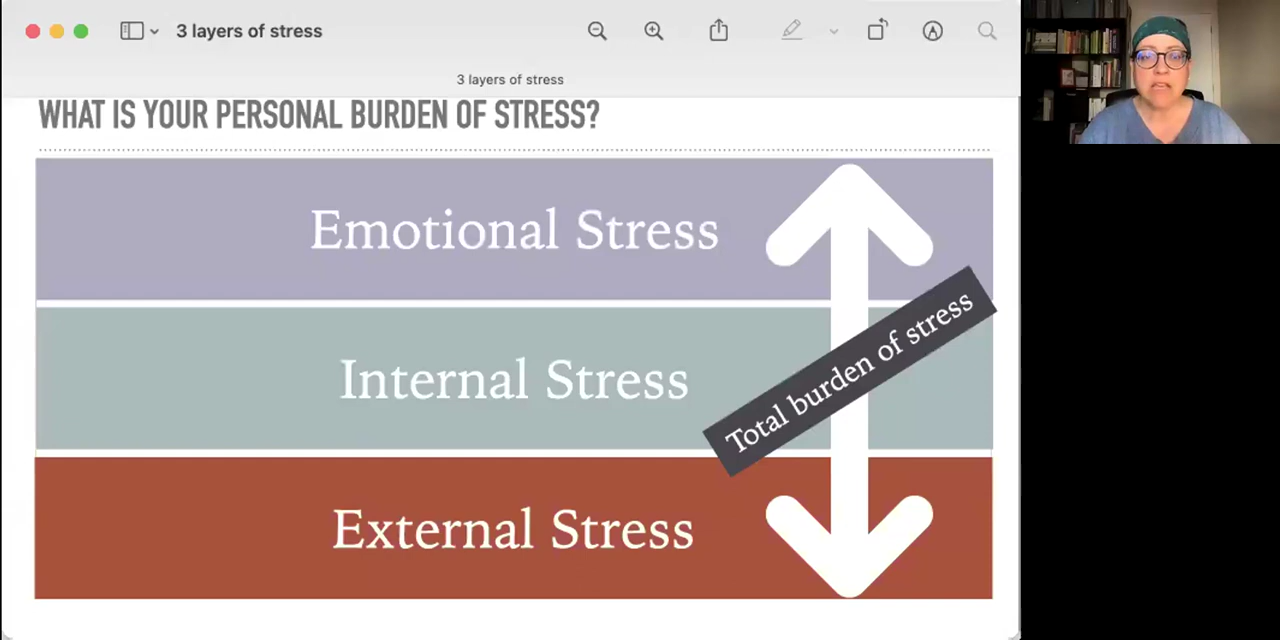 3 layers of stress
3 layers of stress
WHAT IS YOUR PERSONAL BURDEN OF STRESS?
Emotional Stress
Internal Stress
Total burden of stress
External Stress